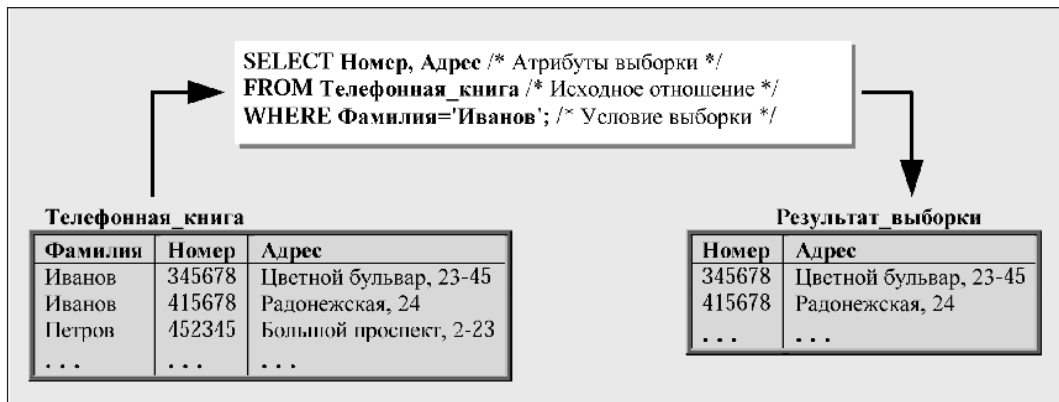 SELECT Номер, Адрес /* Атрибуты выборки */
FROM Телефонная_книга /* Исходное отношение */
WHERE Фамилия='Иванов'; /* Условие выборки */
Телефонная_книга
Фамилия Номер Адрес
Иванов 345678 Цветной бульвар, 23-45
Иванов 415678 Радонежская, 24
Петров 452345 Большой проспект, 2-23
. . . . . . . . .
Результат_выборки
Номер Адрес
345678 Цветной бульвар, 23-45
415678 Радонежская, 24
. . . . . .